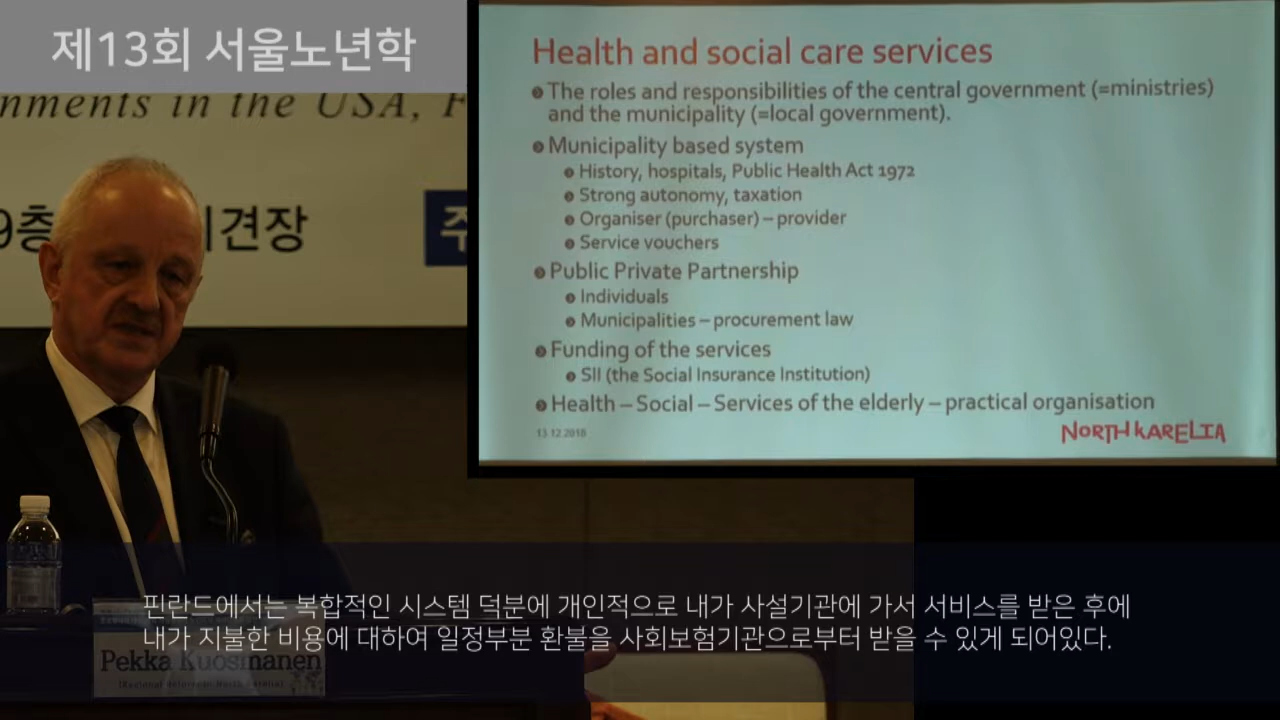 제13회 서울노년학
nments in the USA, F
9층
견장
주
Health and social care services
The roles and responsibilities of the central government (=ministries)
and the municipality (=local government).
Municipality based system
History, hospitals, Public Health Act 1972
Strong autonomy, taxation
Organiser (purchaser) – provider
Service vouchers
Public Private Partnership
Individuals
Municipalities – procurement law
Funding of the services
SII (the Social Insurance Institution)
Health – Social – Services of the elderly – practical organisation
13.12.2018
NORTH KARELIA
핀란드에서는 복합적인 시스템 덕분에 개인적으로 내가 사설기관에 가서 서비스를 받은 후에
내가 지불한 비용에 대하여 일정부분 환불을 사회보험기관으로부터 받을 수 있게 되어있다.
Pekka Kuosmanen